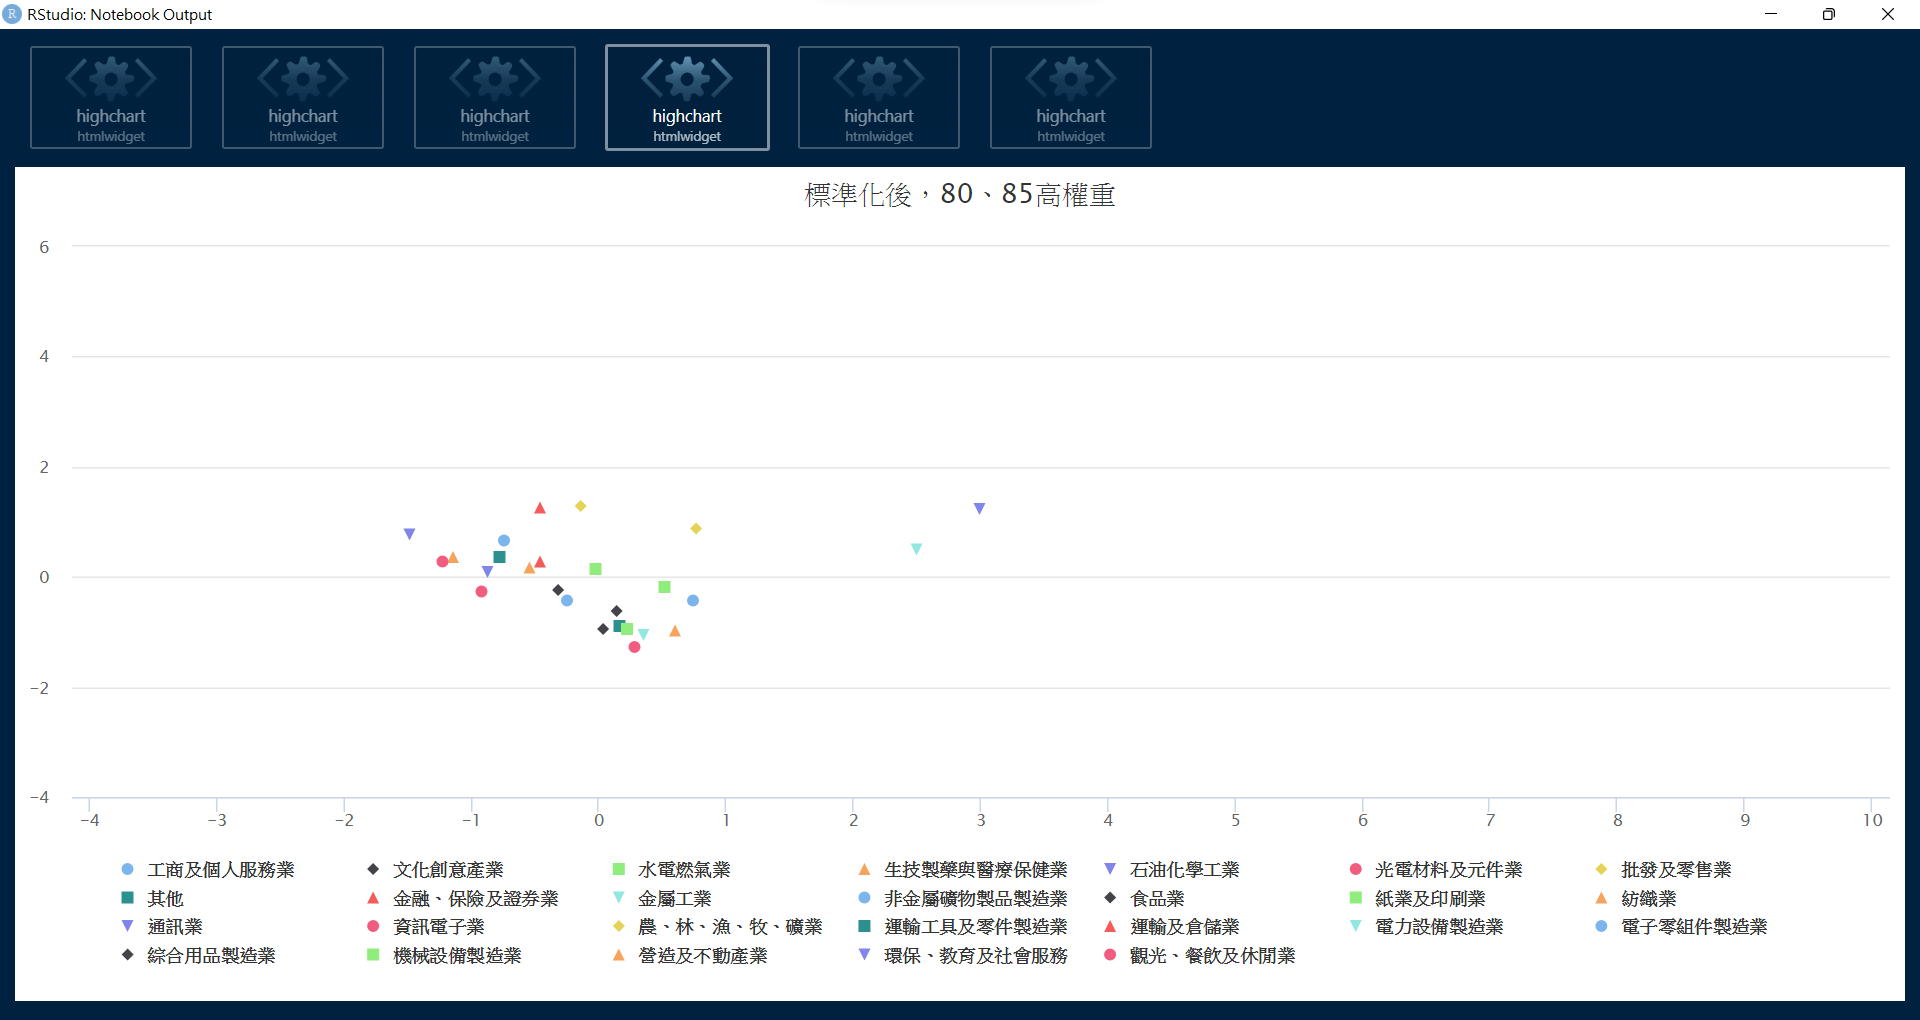 RStudio: Notebook Output
highchart highchart highchart highchart highchart highchart
htmlwidget htmlwidget htmlwidget htmlwidget htmlwidget htmlwidget
標準化後，80、85高權重
6
4
2
0
-2
-4
-4 -3 -2 -1 0 1 2 3 4 5 6 7 8 9 10
工商及個人服務業 文化創意產業 水電燃氣業 生技製藥與醫療保健業 石油化學工業 光電材料及元件業 批發及零售業
其他 金融、保險及證券業 金屬工業 非金屬礦物製品製造業 食品業 紙業及印刷業 紡織業
通訊業 資訊電子業 農、林、漁、牧、礦業 運輸工具及零件製造業 運輸及倉儲業 電力設備製造業 電子零組件製造業
綜合用品製造業 機械設備製造業 營造及不動產業 環保、教育及社會服務 觀光、餐飲及休閒業